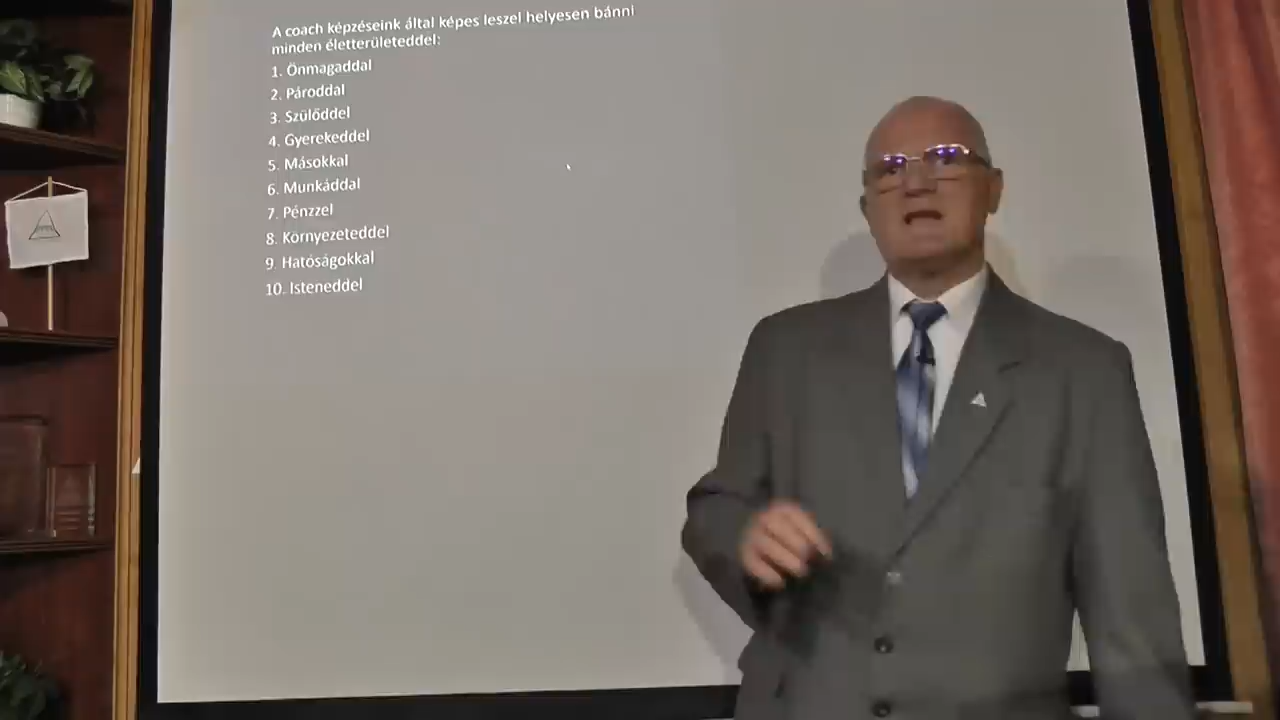 A coach képzéseink által képes leszel helyesen bánni
minden életterületeddel:
1. Önmagaddal
2. Pároddal
3. Szülőddel
4. Gyerekeddel
5. Másokkal
6. Munkáddal
7. Pénzzel
8. Környezeteddel
9. Hatóságokkal
10. Isteneddel